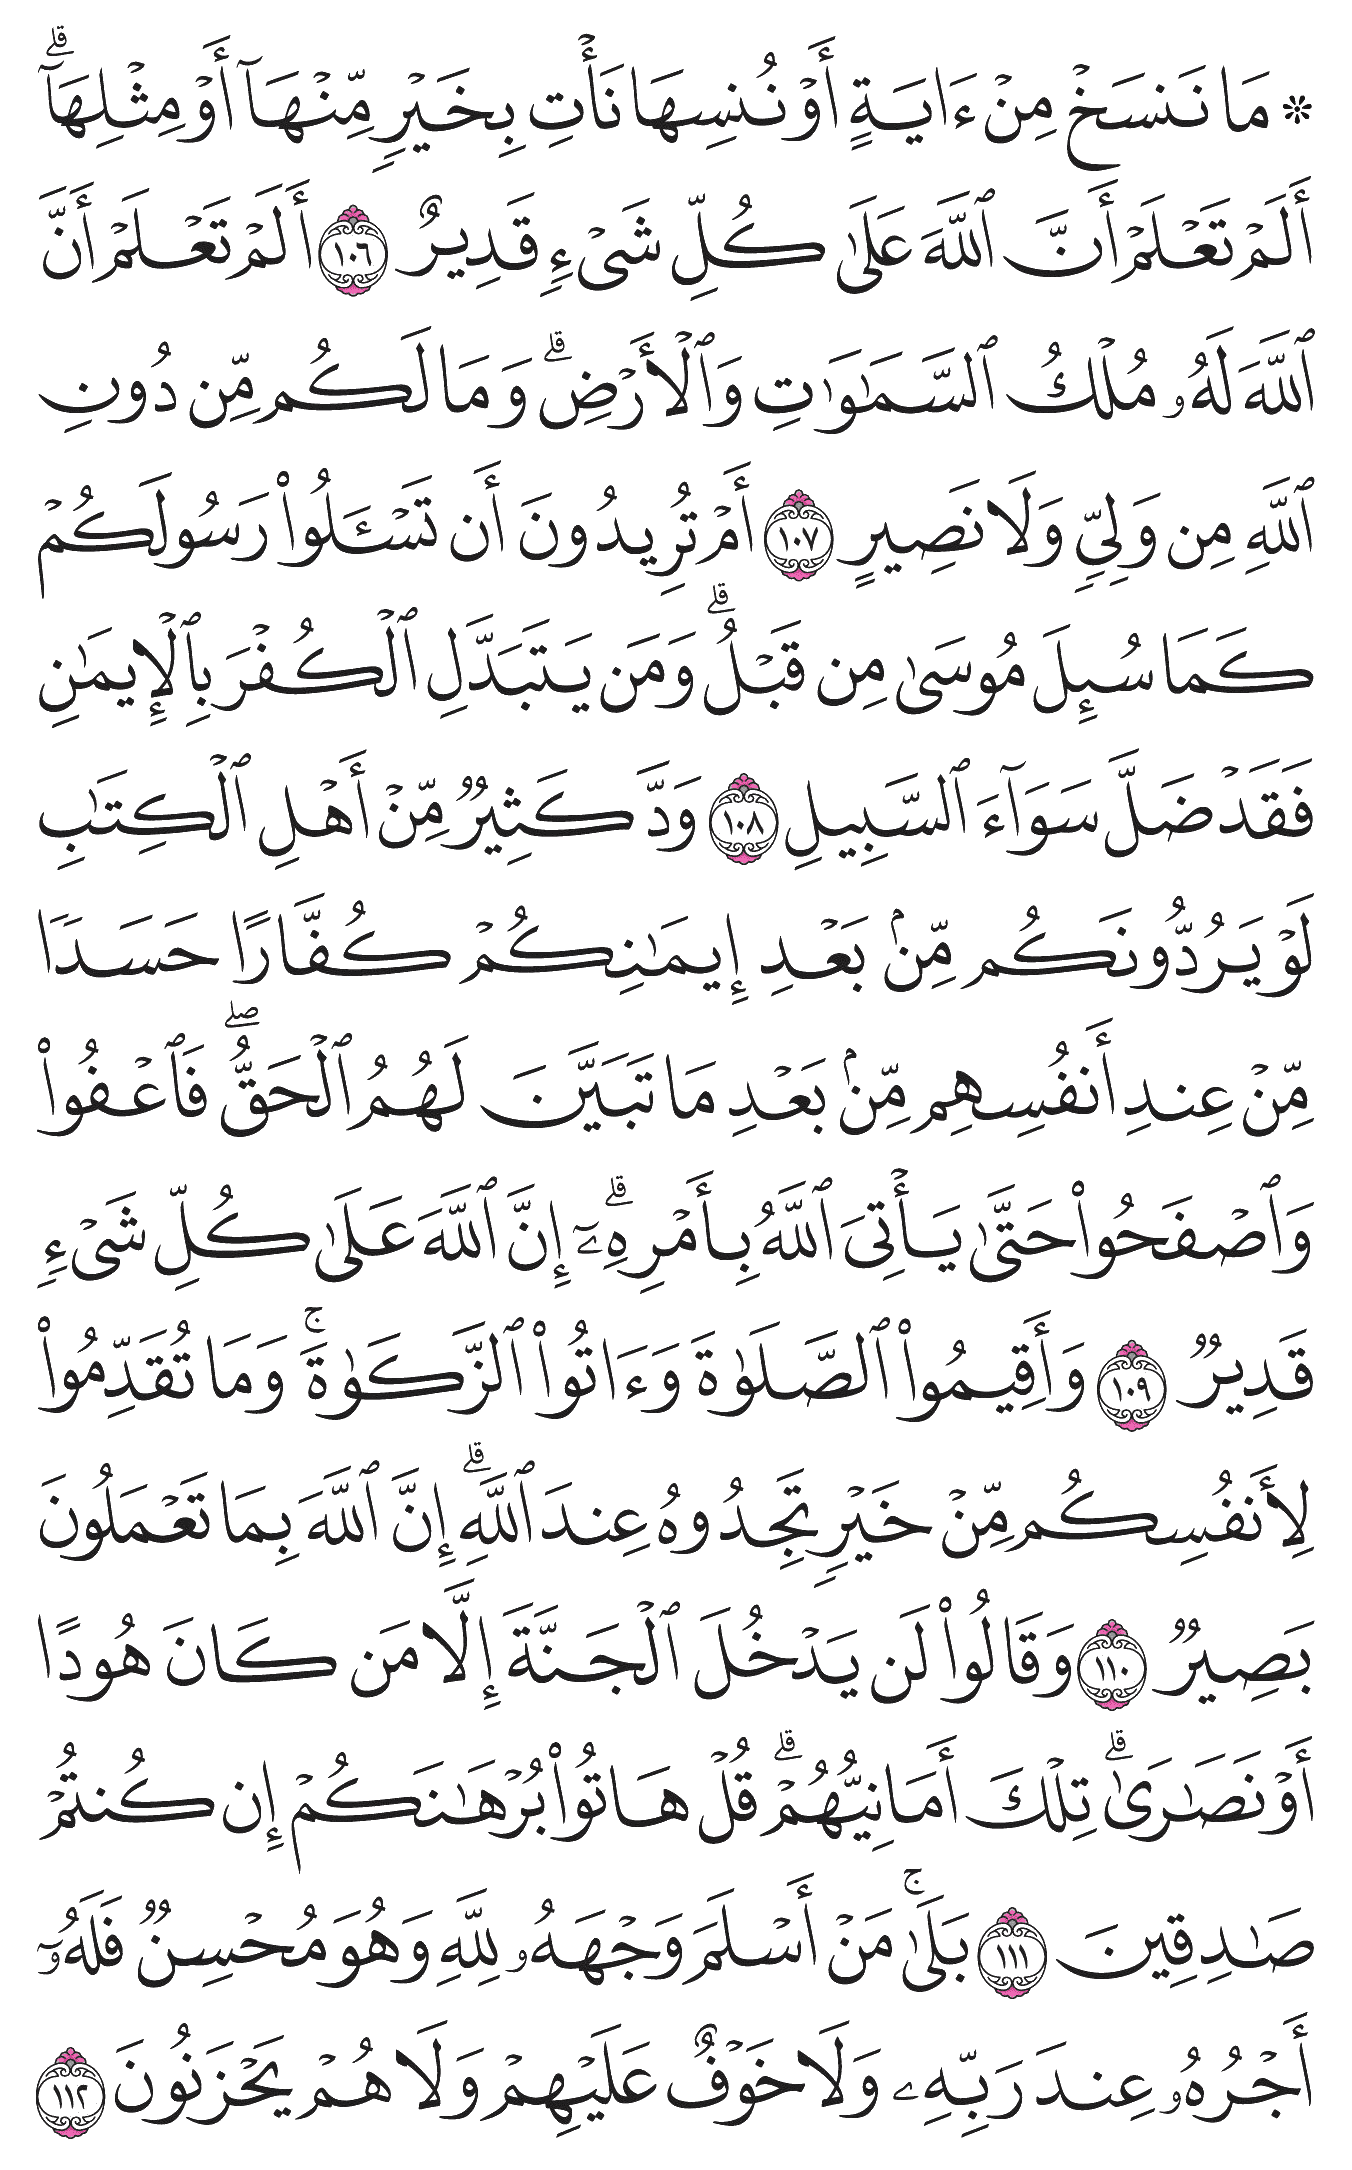 ۞ مَا نَنسَخۡ مِنۡ ءَايَةٍ أَوۡ نُنسِهَا نَأۡتِ بِخَيۡرٖ مِّنۡهَآ أَوۡ مِثۡلِهَآۗ
أَلَمۡ تَعۡلَمۡ أَنَّ ٱللَّهَ عَلَىٰ كُلِّ شَيۡءٖ قَدِيرٌ ١٠٦ أَلَمۡ تَعۡلَمۡ أَنَّ
ٱللَّهَ لَهُۥ مُلۡكُ ٱلسَّمَٰوَٰتِ وَٱلۡأَرۡضِۗ وَمَا لَكُم مِّن دُونِ
ٱللَّهِ مِن وَلِيّٖ وَلَا نَصِيرٍ ١٠٧ أَمۡ تُرِيدُونَ أَن تَسۡـَٔلُواْ رَسُولَكُمۡ
كَمَا سُئِلَ مُوسَىٰ مِن قَبۡلُۗ وَمَن يَتَبَدَّلِ ٱلۡكُفۡرَ بِٱلۡإِيمَٰنِ
فَقَدۡ ضَلَّ سَوَآءَ ٱلسَّبِيلِ ١٠٨ وَدَّ كَثِيرٞ مِّنۡ أَهۡلِ ٱلۡكِتَٰبِ
لَوۡ يَرُدُّونَكُم مِّنۢ بَعۡدِ إِيمَٰنِكُمۡ كُفَّارًا حَسَدٗا
مِّنۡ عِندِ أَنفُسِهِم مِّنۢ بَعۡدِ مَا تَبَيَّنَ لَهُمُ ٱلۡحَقُّۖ فَٱعۡفُواْ
وَٱصۡفَحُواْ حَتَّىٰ يَأۡتِيَ ٱللَّهُ بِأَمۡرِهِۦٓۗ إِنَّ ٱللَّهَ عَلَىٰ كُلِّ شَيۡءٖ
قَدِيرٞ ١٠٩ وَأَقِيمُواْ ٱلصَّلَوٰةَ وَءَاتُواْ ٱلزَّكَوٰةَۚ وَمَا تُقَدِّمُواْ
لِأَنفُسِكُم مِّنۡ خَيۡرٖ تَجِدُوهُ عِندَ ٱللَّهِۗ إِنَّ ٱللَّهَ بِمَا تَعۡمَلُونَ
بَصِيرٞ ١١٠ وَقَالُواْ لَن يَدۡخُلَ ٱلۡجَنَّةَ إِلَّا مَن كَانَ هُودًا
أَوۡ نَصَٰرَىٰۗ تِلۡكَ أَمَانِيُّهُمۡۗ قُلۡ هَاتُواْ بُرۡهَٰنَكُمۡ إِن كُنتُمۡ
صَٰدِقِينَ ١١١ بَلَىٰۚ مَنۡ أَسۡلَمَ وَجۡهَهُۥ لِلَّهِ وَهُوَ مُحۡسِنٞ فَلَهُۥٓ
أَجۡرُهُۥ عِندَ رَبِّهِۦ وَلَا خَوۡفٌ عَلَيۡهِمۡ وَلَا هُمۡ يَحۡزَنُونَ ١١٢